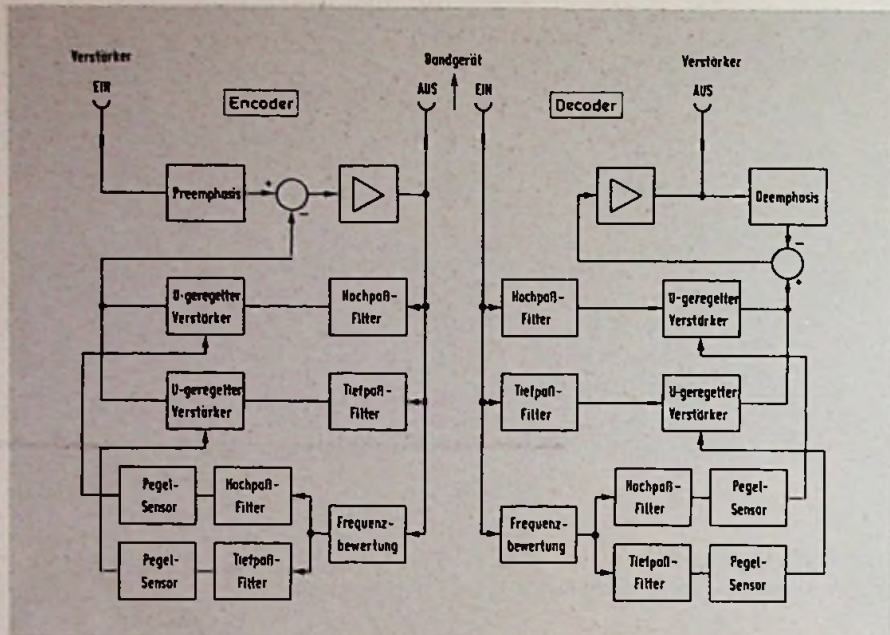 Verstärker
EIN
Encoder
Bandgerät
AUS
EIN
Decoder
Verstärker
AUS
Preemphasis
+
-
U-geregelter
Verstärker
Hochpaß-
Filter
U-geregelter
Verstärker
Tiefpaß-
Filter
Pegel-
Sensor
Hochpaß-
Filter
Pegel-
Sensor
Tiefpaß-
Filter
Frequenz-
bewertung
Deemphasis
-
+
Hochpaß-
Filter
U-geregelter
Verstärker
Tiefpaß-
Filter
U-geregelter
Verstärker
Frequenz-
bewertung
Hochpaß-
Filter
Pegel-
Sensor
Tiefpaß-
Filter
Pegel-
Sensor